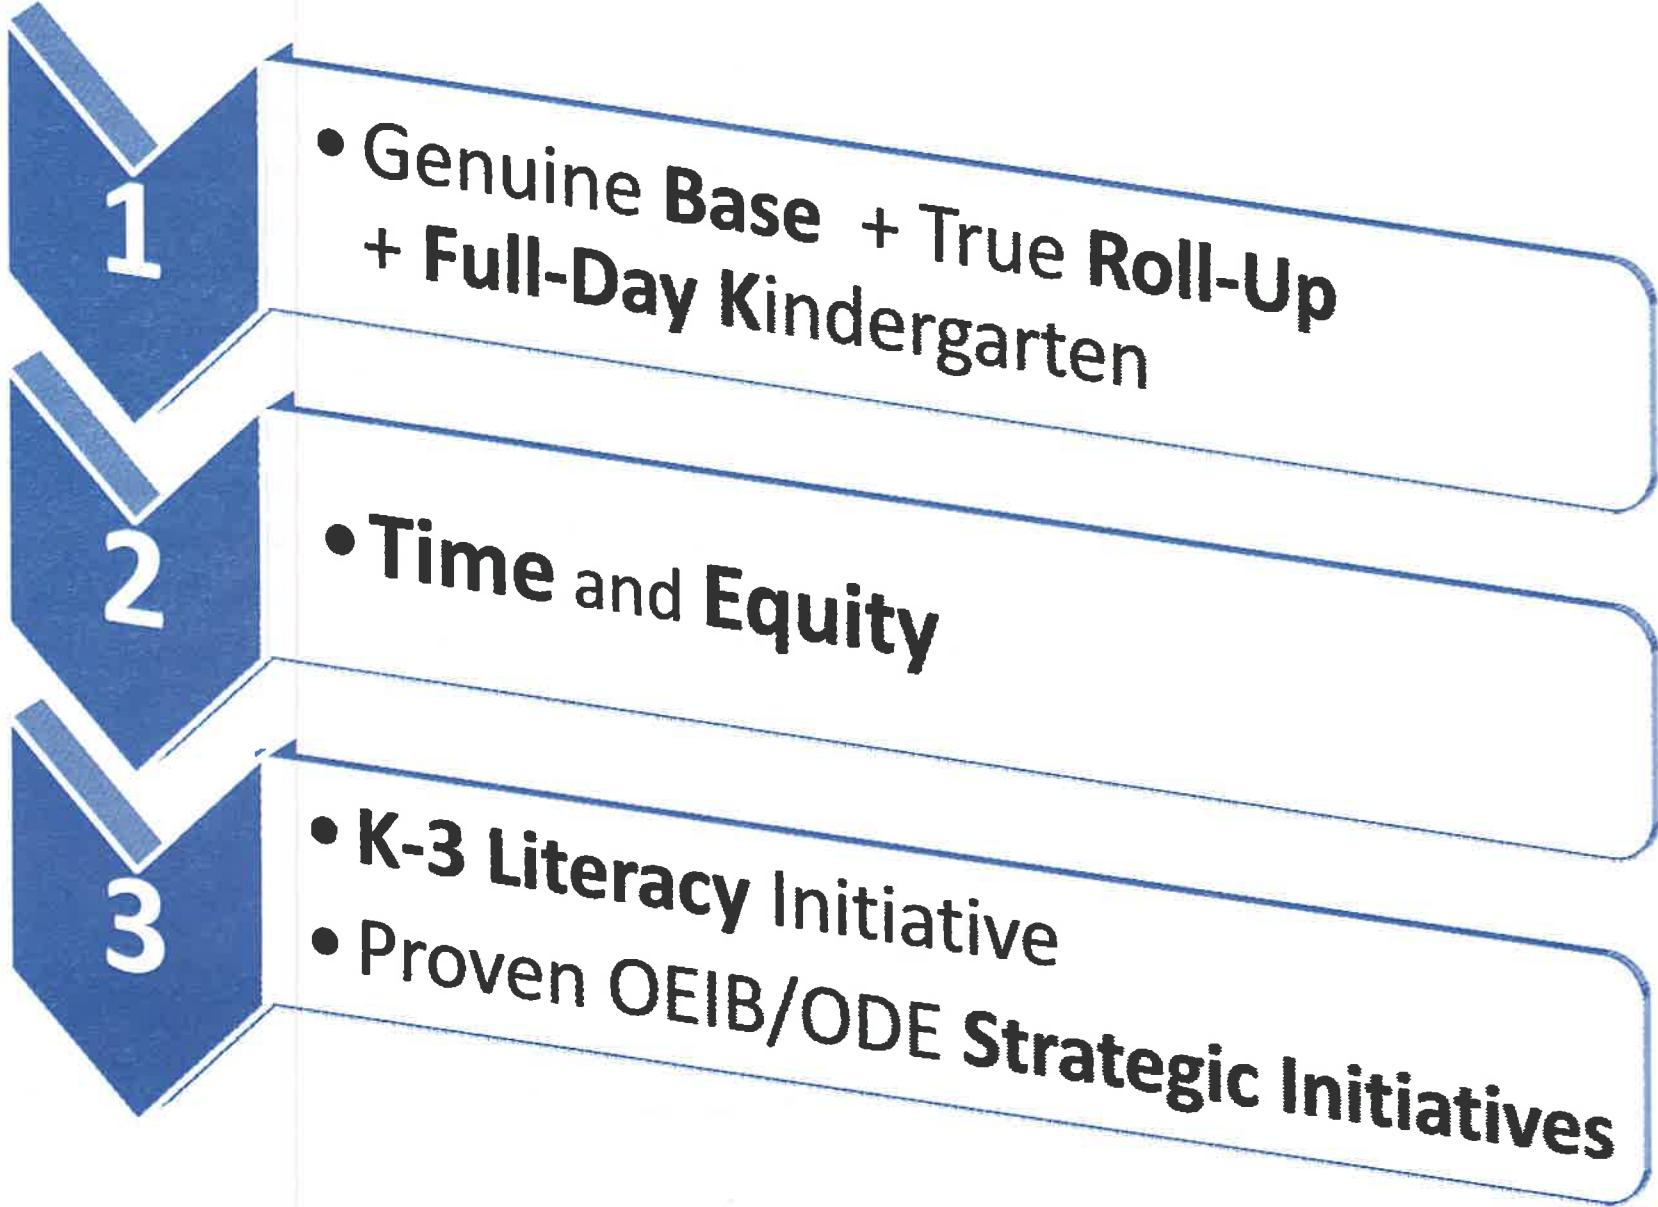 1
• Genuine Base + True Roll-Up
+ Full-Day Kindergarten
2
• Time and Equity
3
• K-3 Literacy Initiative
• Proven OEIB/ODE Strategic Initiatives